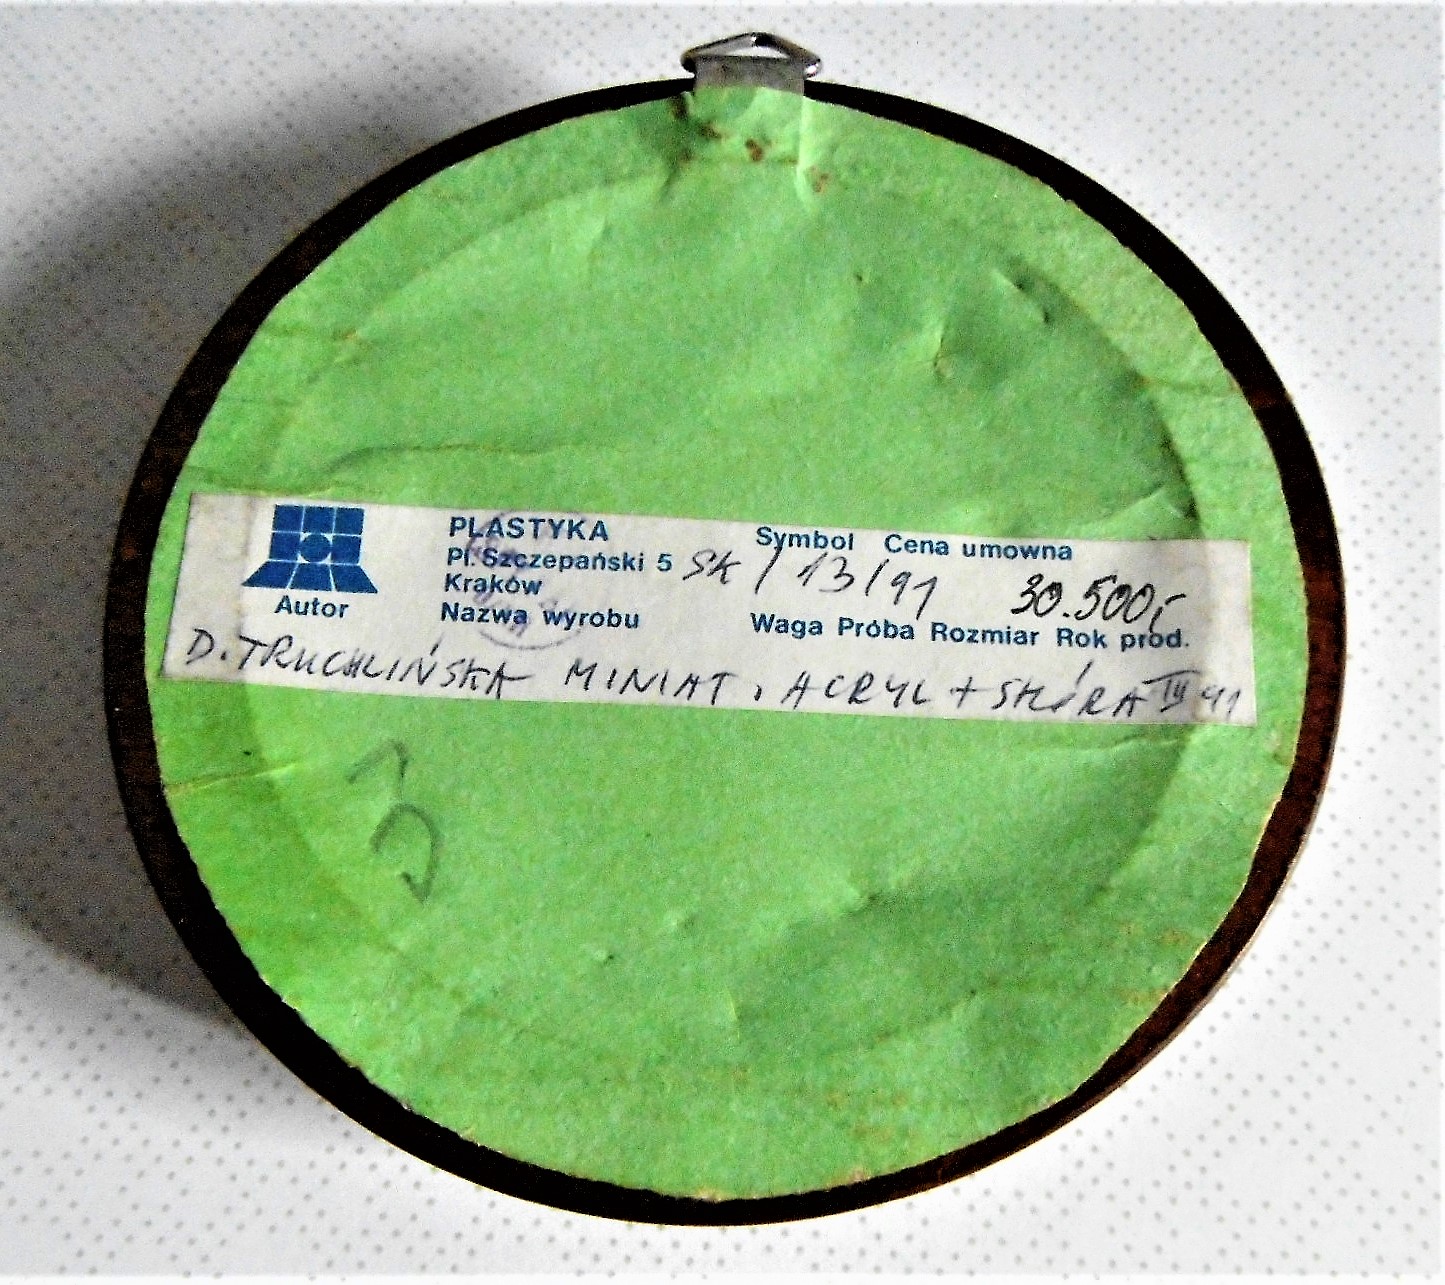 PLASTYKA
Pl. Szczepański 5
Kraków
Symbol Cena umowna
SK / 13/91 30.500,-
Autor
Nazwa wyrobu
Waga Próba Rozmiar Rok prod.
D. TRUCHLIŃSKA MINIAT. ACRYL + SKÓRA 91